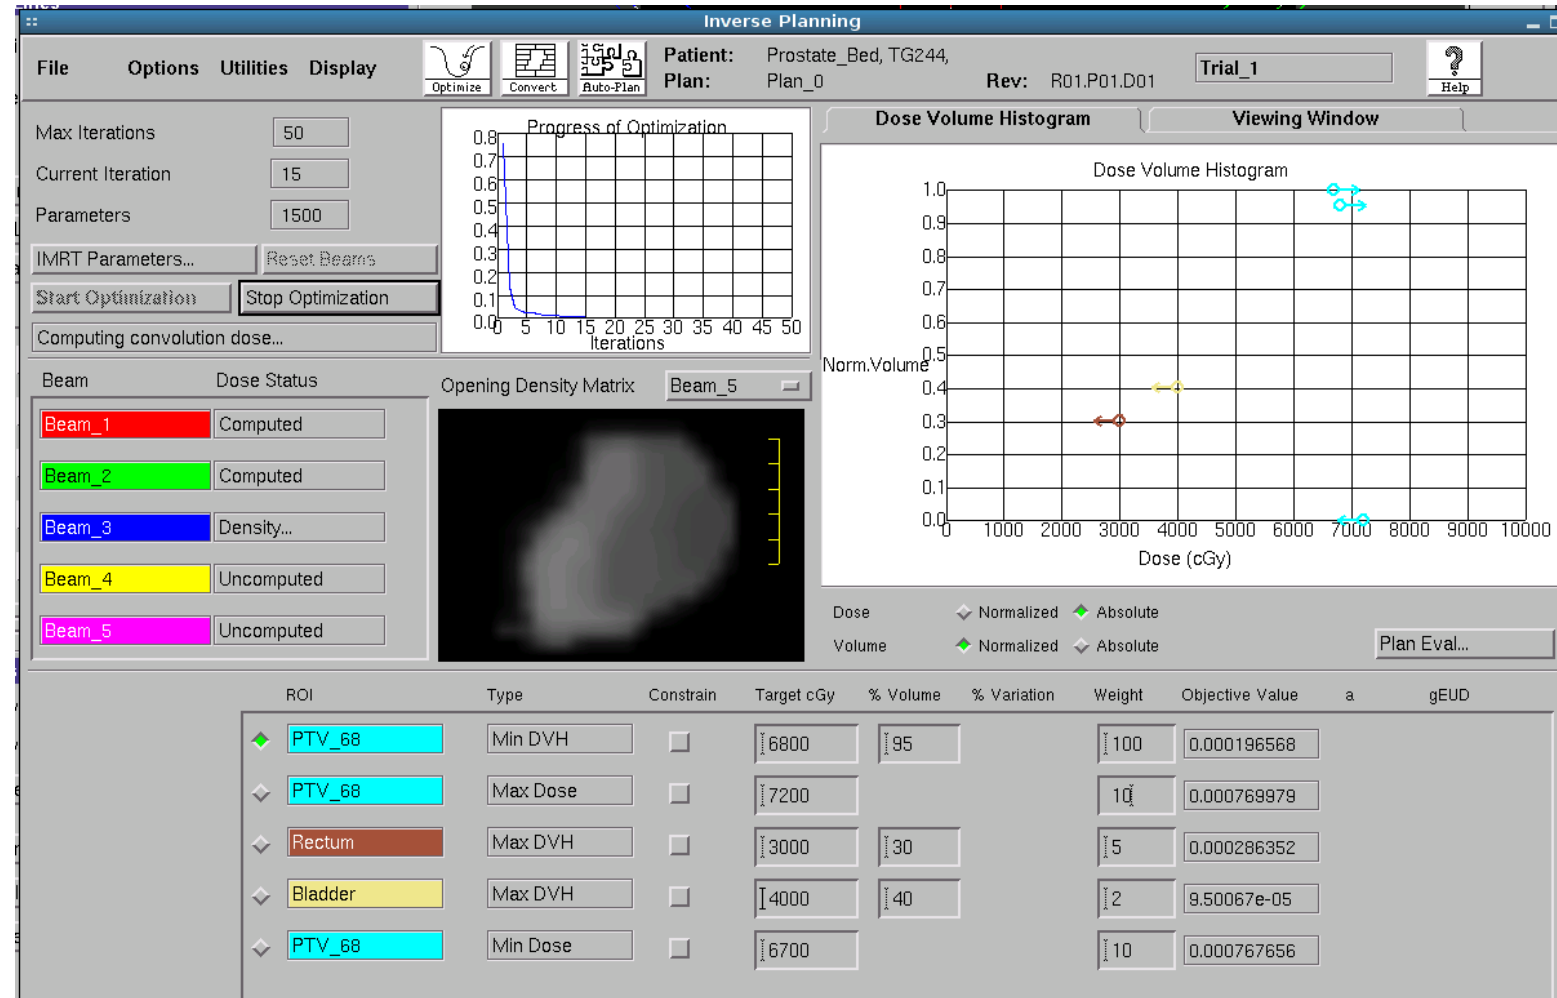 Inverse Planning
File Options Utilities Display
Optimize Convert Auto-Plan
Patient: Prostate_Bed, TG244,
Plan: Plan_0 Rev: R01.P01.D01
Trial_1
Help
Max Iterations 50
Current Iteration 15
Parameters 1500
IMRT Parameters... Reset Beams
Start Optimization Stop Optimization
Computing convolution dose...
Progress of Optimization
0.8
0.7
0.6
0.5
0.4
0.3
0.2
0.1
0.0
0 5 10 15 20 25 30 35 40 45 50
Iterations
Dose Volume Histogram Viewing Window
Dose Volume Histogram
1.0
0.9
0.8
0.7
0.6
0.5
Norm.Volume
0.4
0.3
0.2
0.1
0.0
0 1000 2000 3000 4000 5000 6000 7000 8000 9000 10000
Dose (cGy)
Beam Dose Status
Beam_1 Computed
Beam_2 Computed
Beam_3 Density...
Beam_4 Uncomputed
Beam_5 Uncomputed
Opening Density Matrix Beam_5
Dose Normalized Absolute
Volume Normalized Absolute
Plan Eval...
ROI Type Constrain Target cGy % Volume % Variation Weight Objective Value a gEUD
PTV_68 Min DVH 6800 95 100 0.000196568
PTV_68 Max Dose 7200 10 0.000769979
Rectum Max DVH 3000 30 5 0.000286352
Bladder Max DVH 4000 40 2 9.50067e-05
PTV_68 Min Dose 6700 10 0.000767656